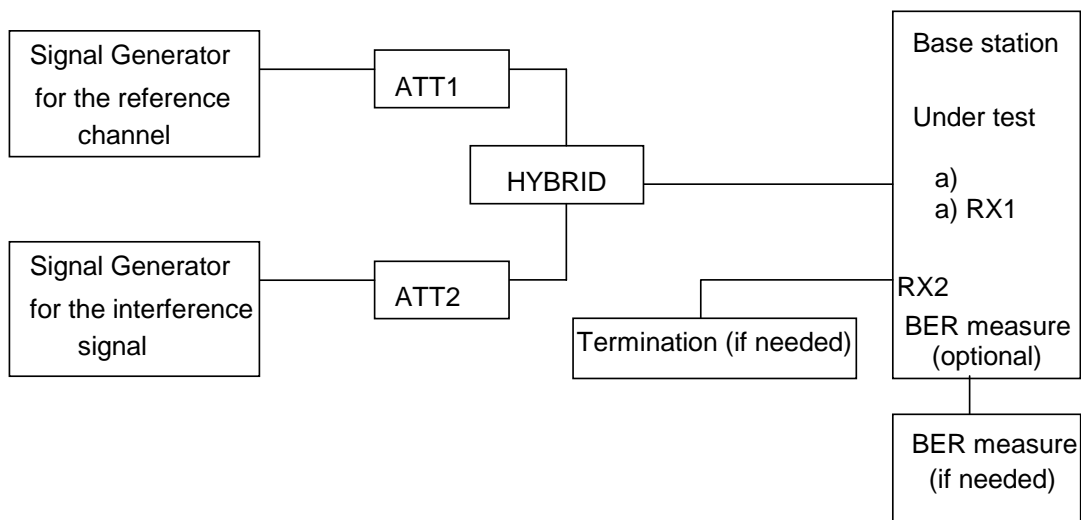 Signal Generator
for the reference
channel
ATT1
HYBRID
Signal Generator
for the interference
signal
ATT2
Termination (if needed)
Base station
Under test
a)
a) RX1
RX2
BER measure
(optional)
BER measure
(if needed)